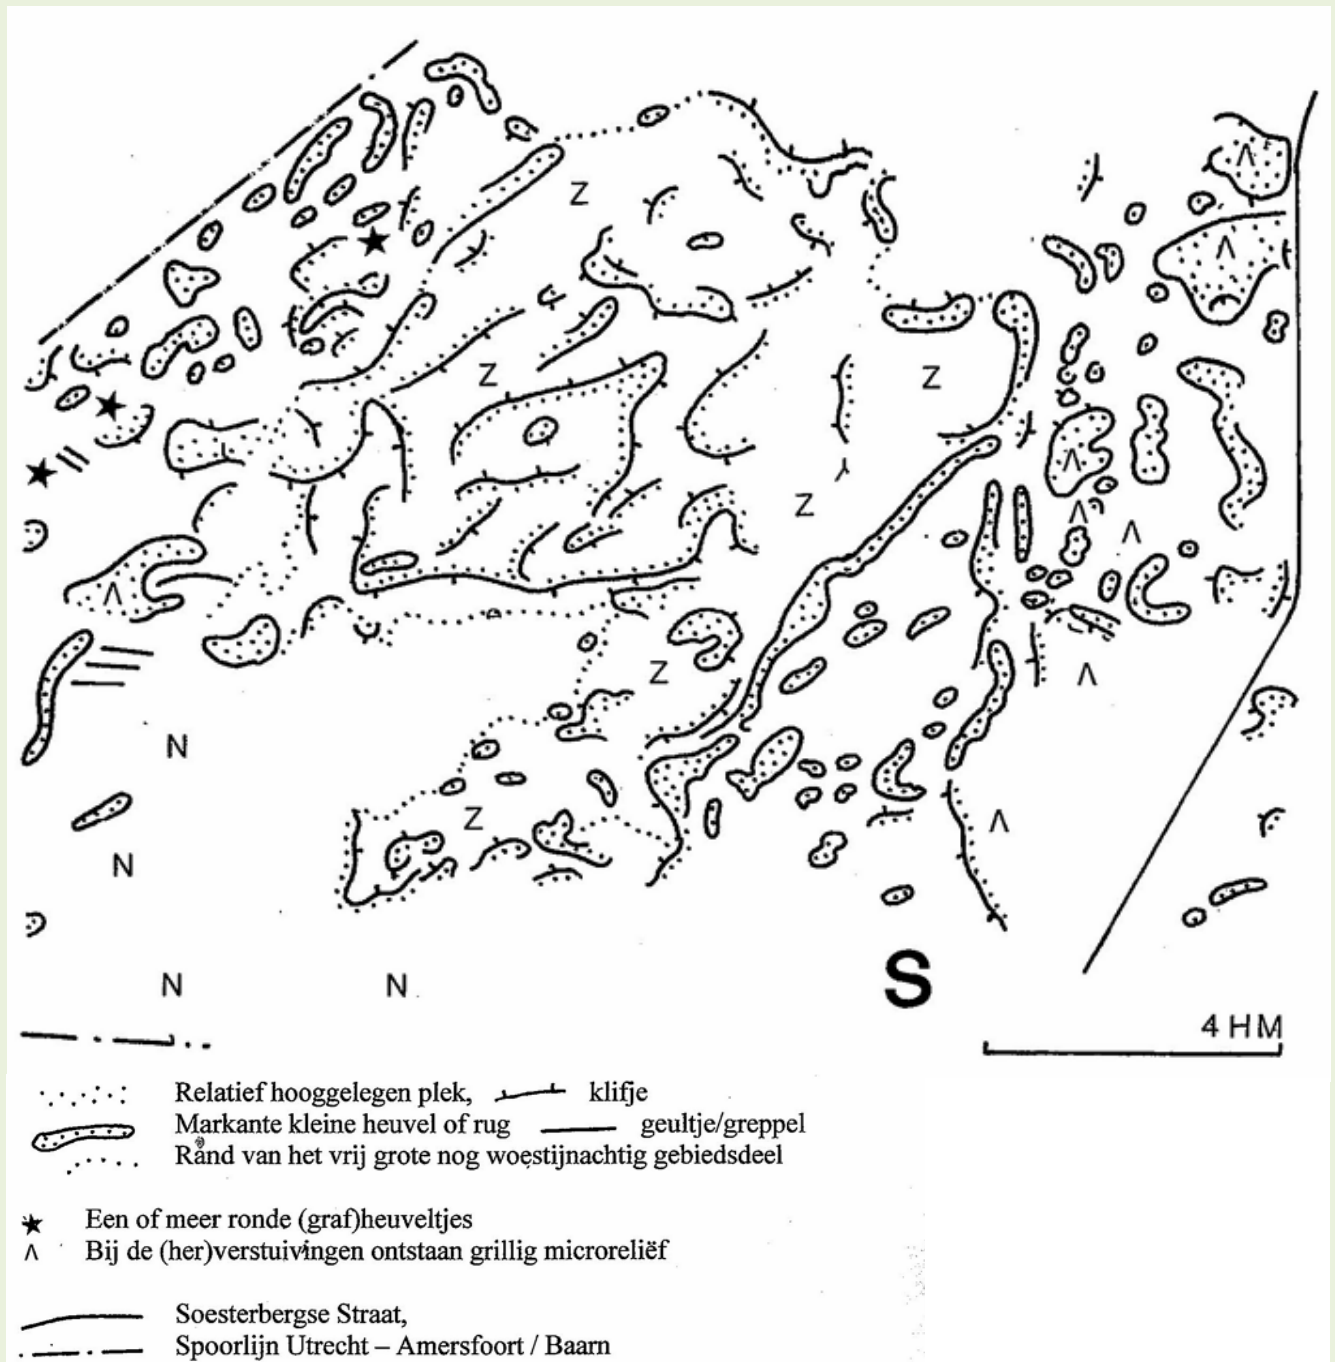 Λ
Z
Λ
Z
Z
Λ
Z
Λ
Λ
Λ
Z
Λ
N
Z
Λ
N
N
N
S
4 HM
Relatief hooggelegen plek, klifje
Markante kleine heuvel of rug geultje/greppel
Rand van het vrij grote nog woestijnachtig gebiedsdeel
Een of meer ronde (graf)heuveltjes
Λ Bij de (her)verstuivingen ontstaan grillig microreliëf
Soesterbergse Straat,
Spoorlijn Utrecht – Amersfoort / Baarn